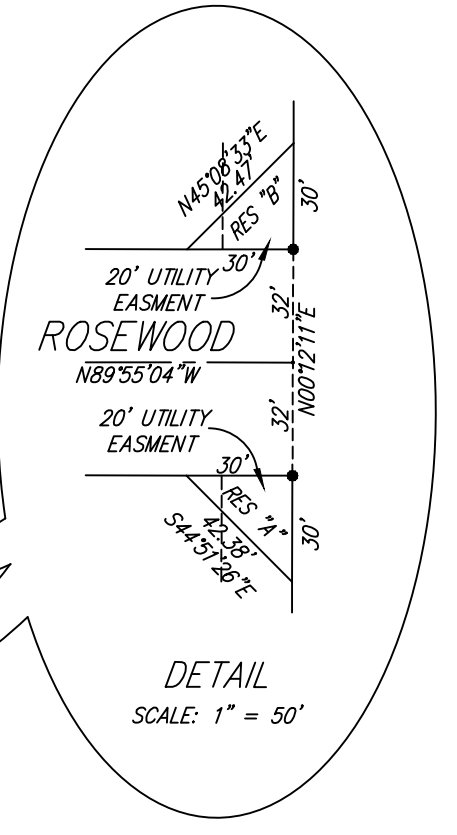 N45°08'33"E
42.47'
30'
RES "B"
30'
20' UTILITY
EASMENT
32'
N00°12'11"E
ROSEWOOD
N89°55'04"W
32'
20' UTILITY
EASMENT
30'
RES "A"
42.38'
S44°51'26"E
30'
DETAIL
SCALE: 1" = 50'